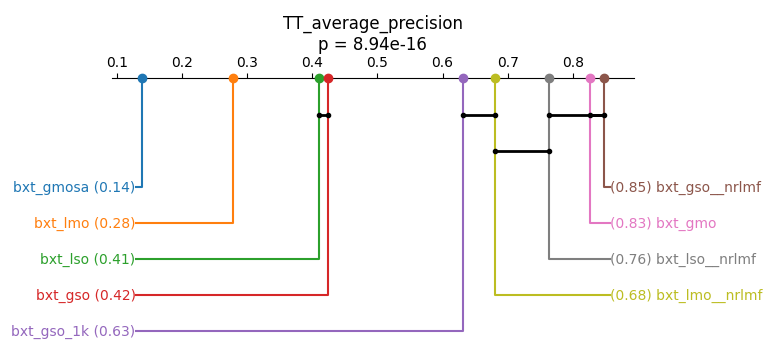 TT_average_precision
p = 8.94e-16
0.1 0.2 0.3 0.4 0.5 0.6 0.7 0.8
bxt_gmosa (0.14) (0.85) bxt_gso__nrlmf
bxt_lmo (0.28) (0.83) bxt_gmo
bxt_lso (0.41) (0.76) bxt_lso__nrlmf
bxt_gso (0.42) (0.68) bxt_lmo__nrlmf
bxt_gso_1k (0.63)